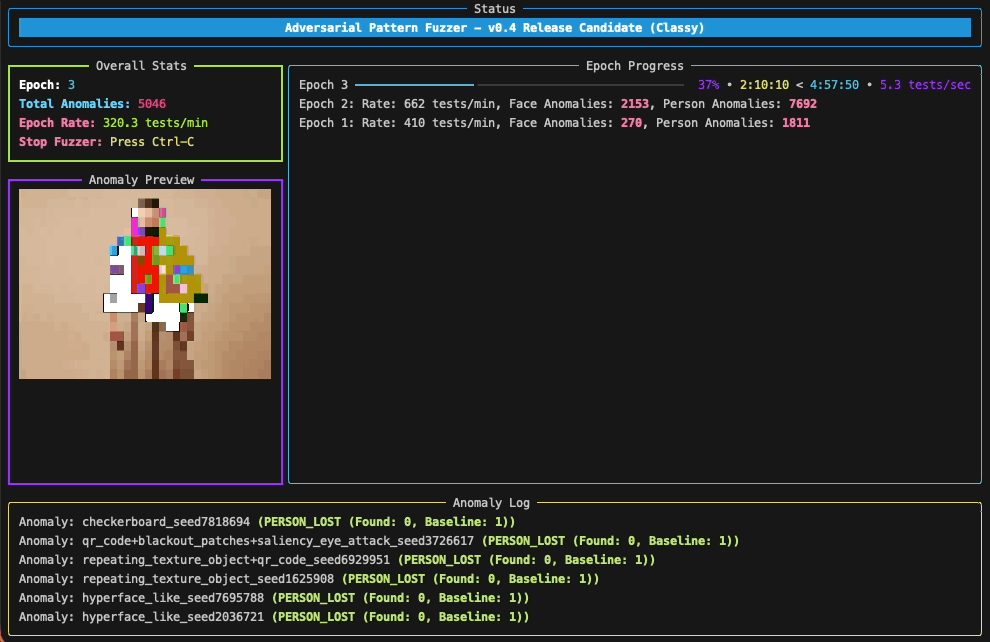 Status
Adversarial Pattern Fuzzer – v0.4 Release Candidate (Classy)
Overall Stats
Epoch: 3
Total Anomalies: 5046
Epoch Rate: 320.3 tests/min
Stop Fuzzer: Press Ctrl-C
Epoch Progress
Epoch 3 37% • 2:10:10 < 4:57:50 • 5.3 tests/sec
Epoch 2: Rate: 662 tests/min, Face Anomalies: 2153, Person Anomalies: 7692
Epoch 1: Rate: 410 tests/min, Face Anomalies: 270, Person Anomalies: 1811
Anomaly Preview
Anomaly Log
Anomaly: checkerboard_seed7818694 (PERSON_LOST (Found: 0, Baseline: 1))
Anomaly: qr_code+blackout_patches+saliency_eye_attack_seed3726617 (PERSON_LOST (Found: 0, Baseline: 1))
Anomaly: repeating_texture_object+qr_code_seed6929951 (PERSON_LOST (Found: 0, Baseline: 1))
Anomaly: repeating_texture_object_seed1625908 (PERSON_LOST (Found: 0, Baseline: 1))
Anomaly: hyperface_like_seed7695788 (PERSON_LOST (Found: 0, Baseline: 1))
Anomaly: hyperface_like_seed2036721 (PERSON_LOST (Found: 0, Baseline: 1))